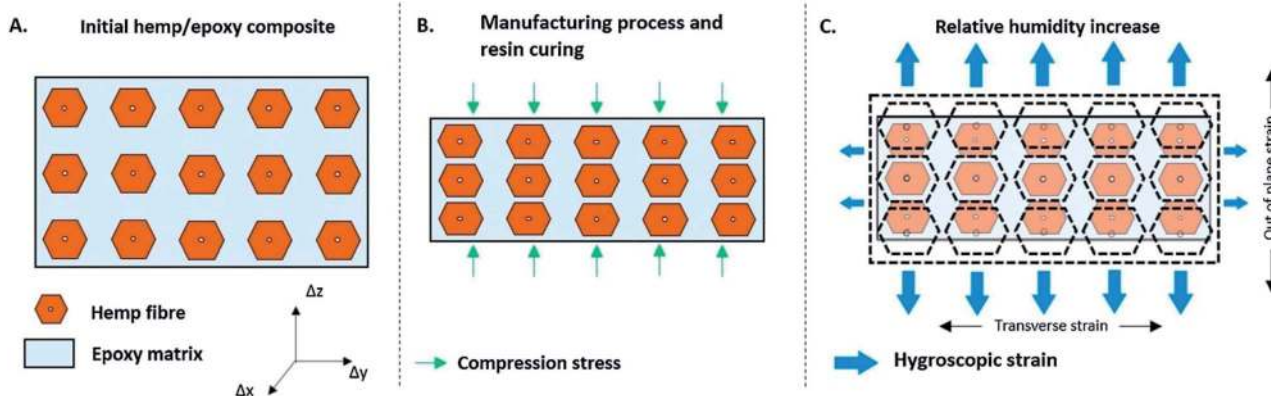 A.
Initial hemp/epoxy composite
Hemp fibre
Epoxy matrix
Δz
Δy
Δx
B.
Manufacturing process and
resin curing
Compression stress
C.
Relative humidity increase
Out of plane strain
Transverse strain
Hygroscopic strain